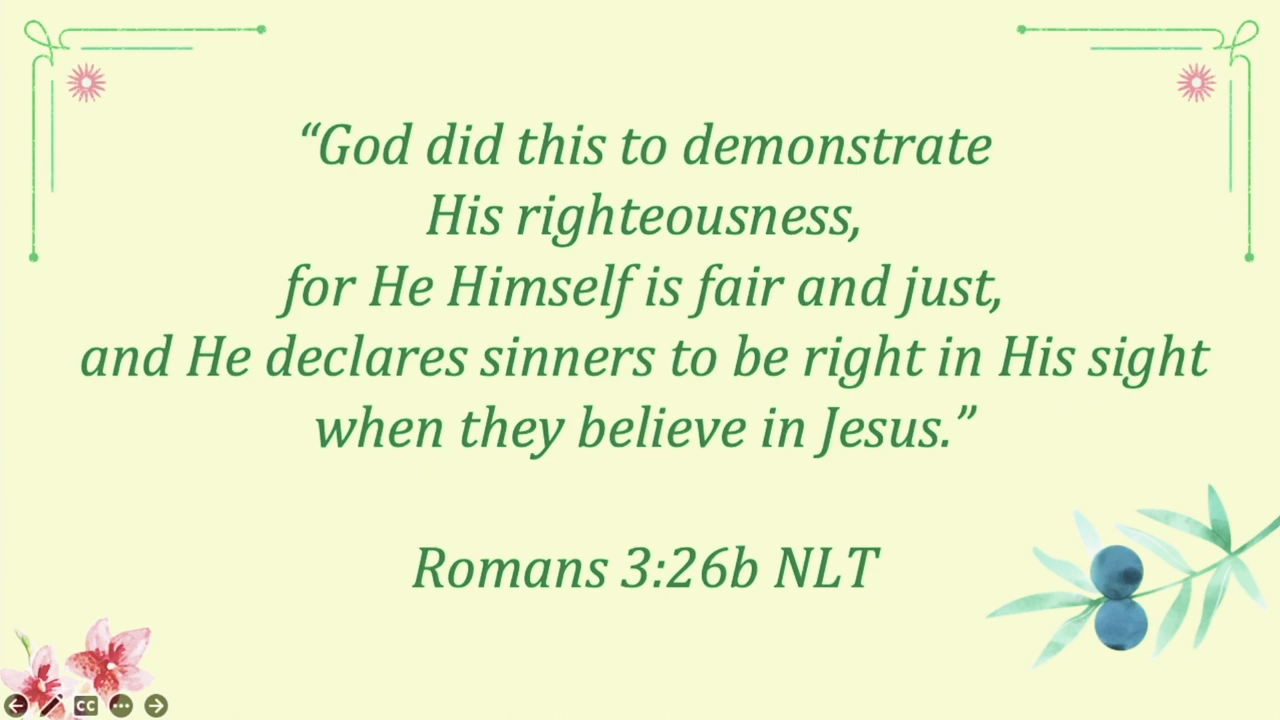 “God did this to demonstrate
His righteousness,
for He Himself is fair and just,
and He declares sinners to be right in His sight
when they believe in Jesus.”
Romans 3:26b NLT
CC